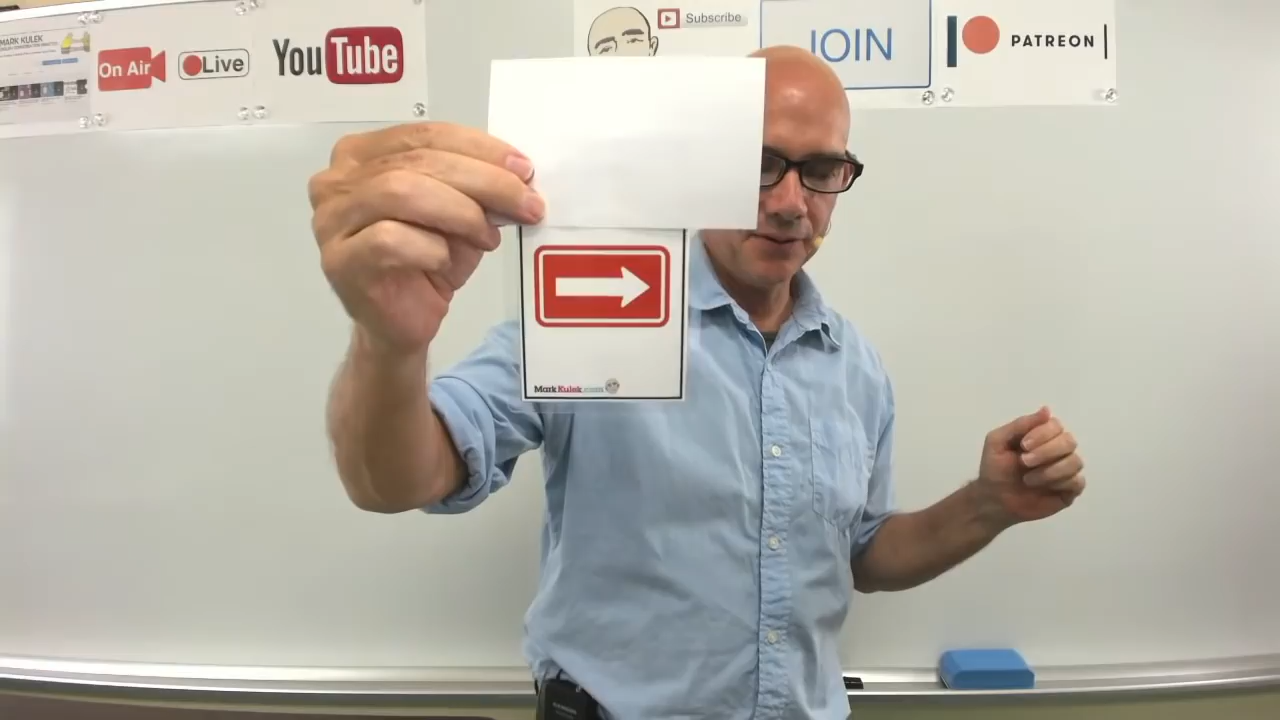 MARK KULEK
On Air
Live
YouTube
Subscribe
JOIN
PATREON
MarkKulek.com